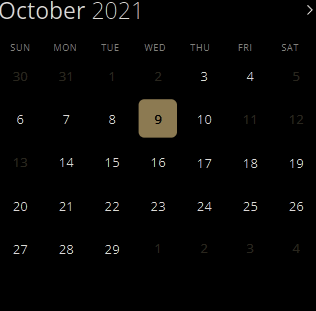 October 2021
SUN MON TUE WED THU FRI SAT
30 31 1 2 3 4 5
6 7 8 9 10 11 12
13 14 15 16 17 18 19
20 21 22 23 24 25 26
27 28 29 1 2 3 4